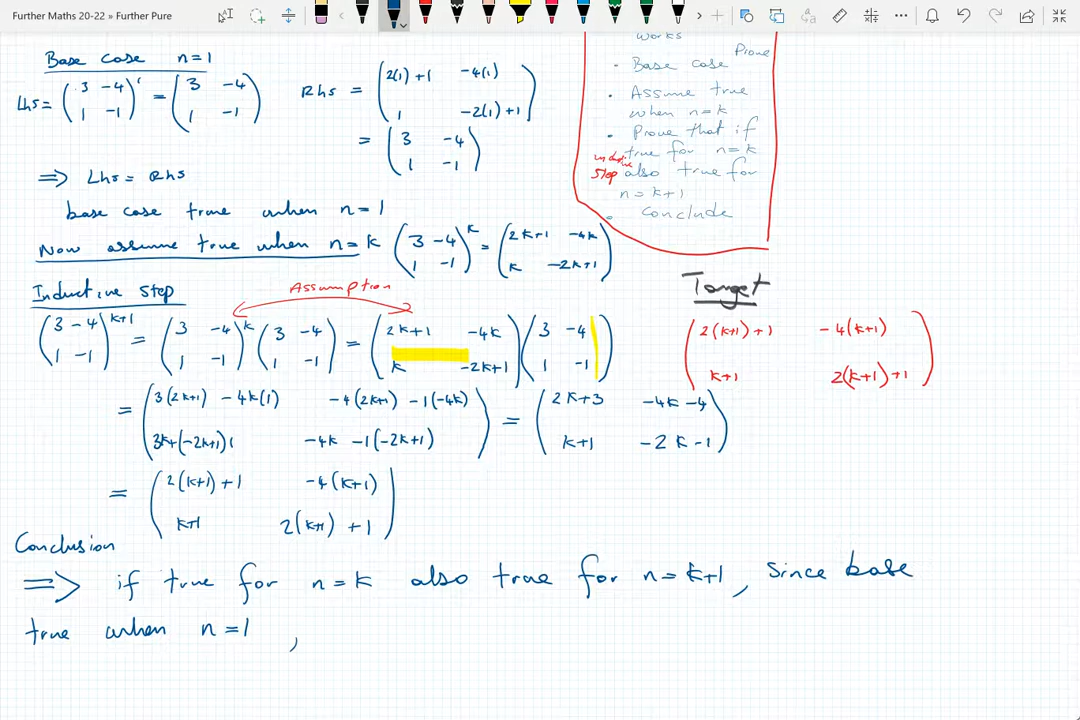 Further Maths 20-22 » Further Pure
works
Prove
· Base case
· Assume true
when n=k
· Prove that if
true for n=k
step also true for
n=k+1
· Conclude
Base case n=1
Lhs = (3 -4 / 1 -1)^1 = (3 -4 / 1 -1) Rhs = (2(1)+1 -4(1) / 1 -2(1)+1)
= (3 -4 / 1 -1)
⟹ Lhs = Rhs
base case true when n=1
Now assume true when n=k (3 -4 / 1 -1)^k = (2k+1 -4k / k -2k+1)
Inductive Step
Assumption
Target
(3 -4 / 1 -1)^k+1 = (3 -4 / 1 -1)^k (3 -4 / 1 -1) = (2k+1 -4k / k -2k+1)(3 -4 / 1 -1)
(2(k+1)+1 -4(k+1) / k+1 2(k+1)+1)
= (3(2k+1) -4k(1) -4(2k+1) -1(-4k) / 3k+(-2k+1)1 -4k -1(-2k+1)) = (2k+3 -4k-4 / k+1 -2k-1)
= (2(k+1)+1 -4(k+1) / k+1 2(k+1)+1)
Conclusion
⟹ if true for n=k also true for n=k+1, since base
true when n=1,